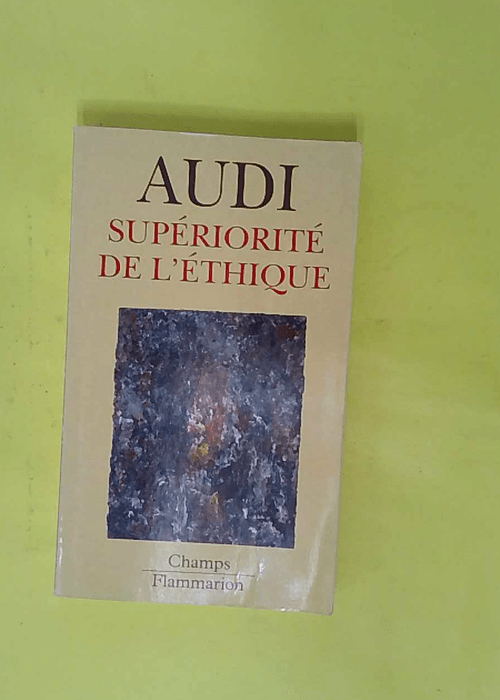 AUDI
SUPÉRIORITÉ
DE L'ÉTHIQUE
Champs
Flammarion